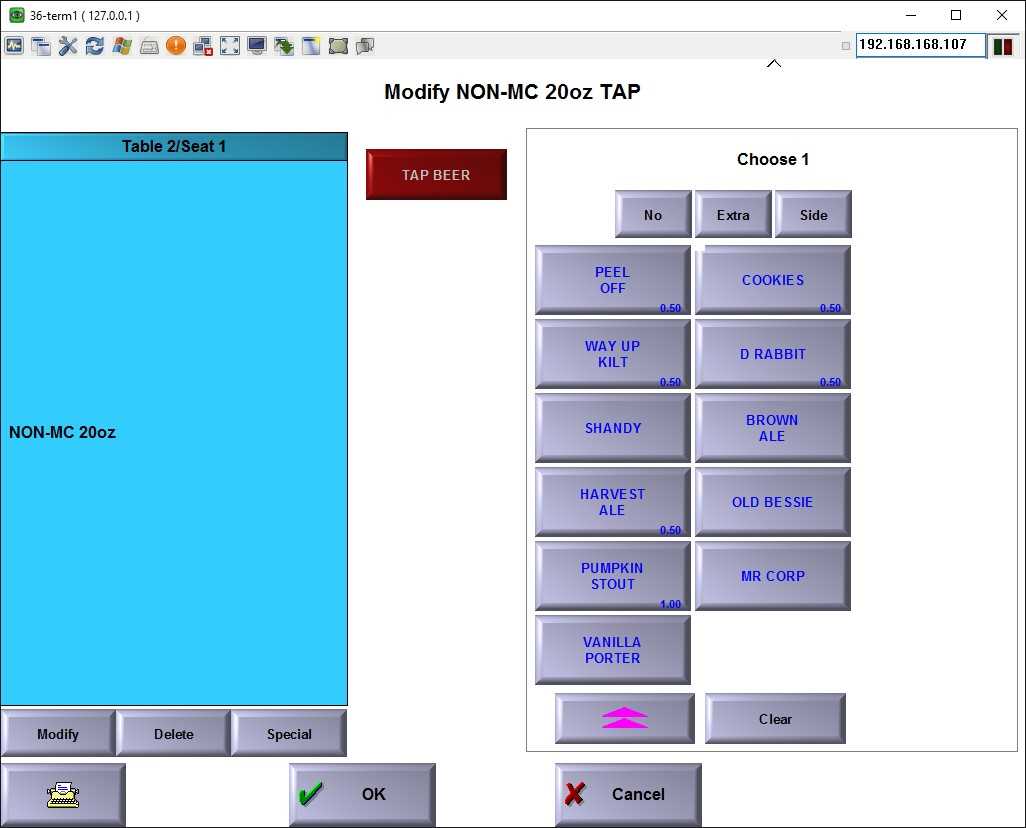 36-term1 ( 127.0.0.1 )
192.168.168.107
Modify NON-MC 20oz TAP
Table 2/Seat 1
TAP BEER
Choose 1
No
Extra
Side
PEEL
OFF
0.50
COOKIES
0.50
WAY UP
KILT
0.50
D RABBIT
0.50
SHANDY
BROWN
ALE
NON-MC 20oz
HARVEST
ALE
0.50
OLD BESSIE
PUMPKIN
STOUT
1.00
MR CORP
VANILLA
PORTER
Clear
Modify
Delete
Special
OK
Cancel